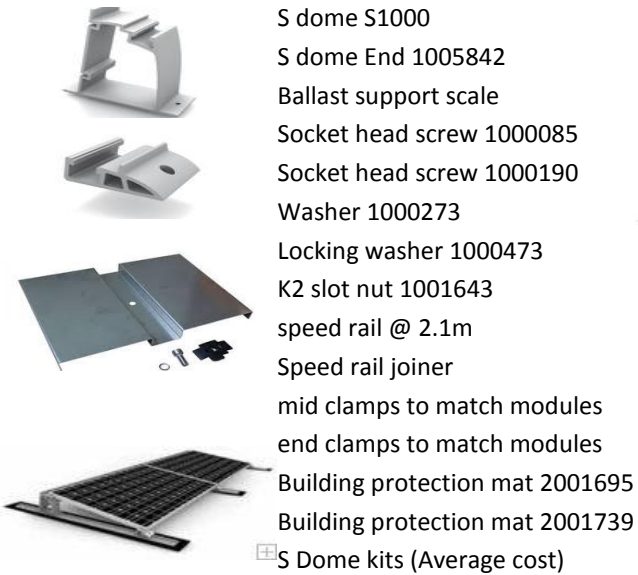 S dome S1000
S dome End 1005842
Ballast support scale
Socket head screw 1000085
Socket head screw 1000190
Washer 1000273
Locking washer 1000473
K2 slot nut 1001643
speed rail @ 2.1m
Speed rail joiner
mid clamps to match modules
end clamps to match modules
Building protection mat 2001695
Building protection mat 2001739
S Dome kits (Average cost)